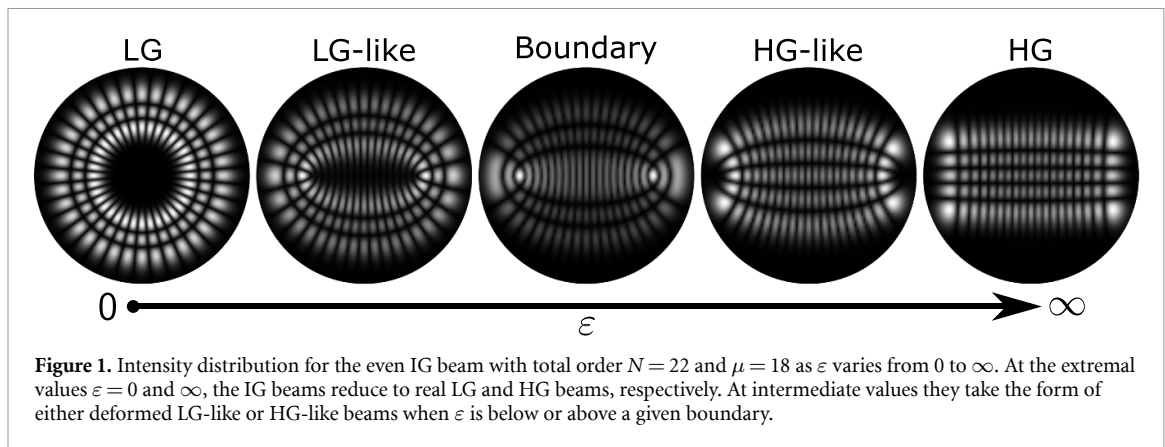 LG LG-like Boundary HG-like HG
0 ∞
ε
Figure 1. Intensity distribution for the even IG beam with total order N = 22 and μ = 18 as ε varies from 0 to ∞. At the extremal
values ε = 0 and ∞, the IG beams reduce to real LG and HG beams, respectively. At intermediate values they take the form of
either deformed LG-like or HG-like beams when ε is below or above a given boundary.